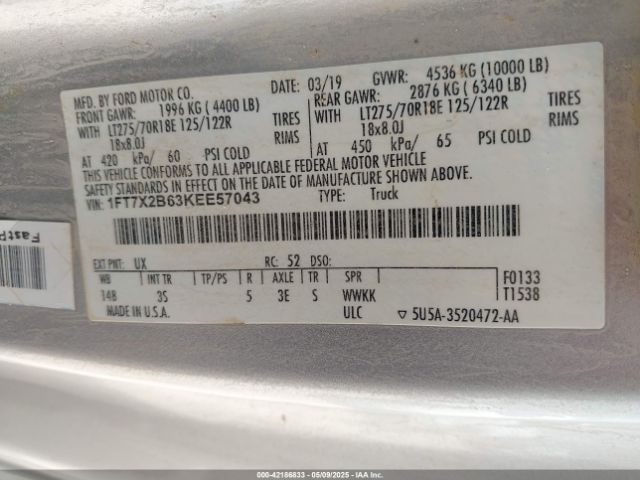 MFD. BY FORD MOTOR CO. DATE: 03/19 GVWR: 4536 KG (10000 LB)
FRONT GAWR: 1996 KG (4400 LB) REAR GAWR: 2876 KG (6340 LB)
WITH LT275/70R18E 125/122R TIRES WITH LT275/70R18E 125/122R TIRES
18x8.0J RIMS 18x8.0J RIMS
AT 420 kPa/ 60 PSI COLD AT 450 kPa/ 65 PSI COLD
THIS VEHICLE CONFORMS TO ALL APPLICABLE FEDERAL MOTOR VEHICLE
SAFETY STANDARDS IN EFFECT ON THE DATE OF MANUFACTURE SHOWN ABOVE.
VIN: 1FT7X2B63KEE57043 TYPE: Truck
EXT PNT: UX RC: 52 DSO:
WB INT TR TP/PS R AXLE TR SPR F0133
148 3S 5 3E S WWKK T1538
MADE IN U.S.A. ULC ▽ 5U5A-3520472-AA
000-42186833 - 05/09/2025 - IAAI.com